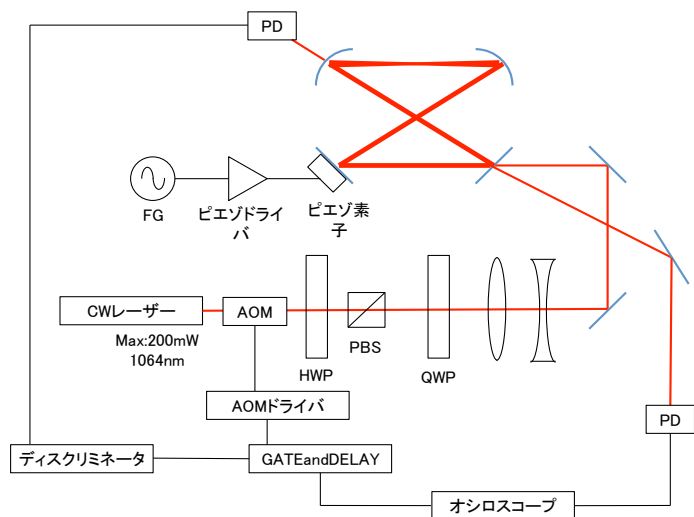 PD
FG
ピエゾドライ
バ
ピエゾ素
子
CWレーザー
Max:200mW
1064nm
AOM
HWP
PBS
QWP
AOMドライバ
PD
ディスクリミネータ
GATEandDELAY
オシロスコープ